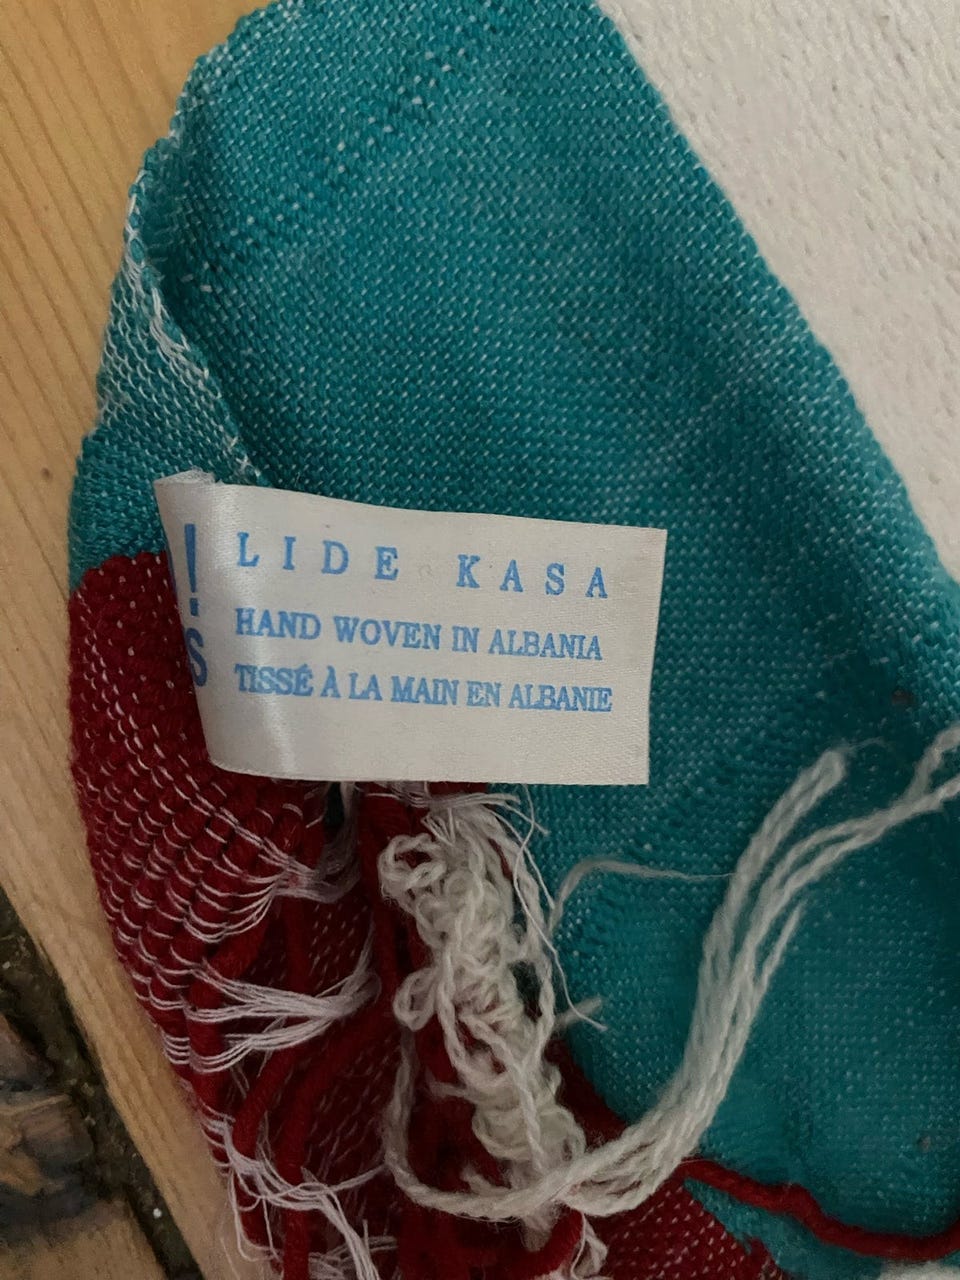 !
LIDE KASA
S
HAND WOVEN IN ALBANIA
TISSÉ À LA MAIN EN ALBANIE